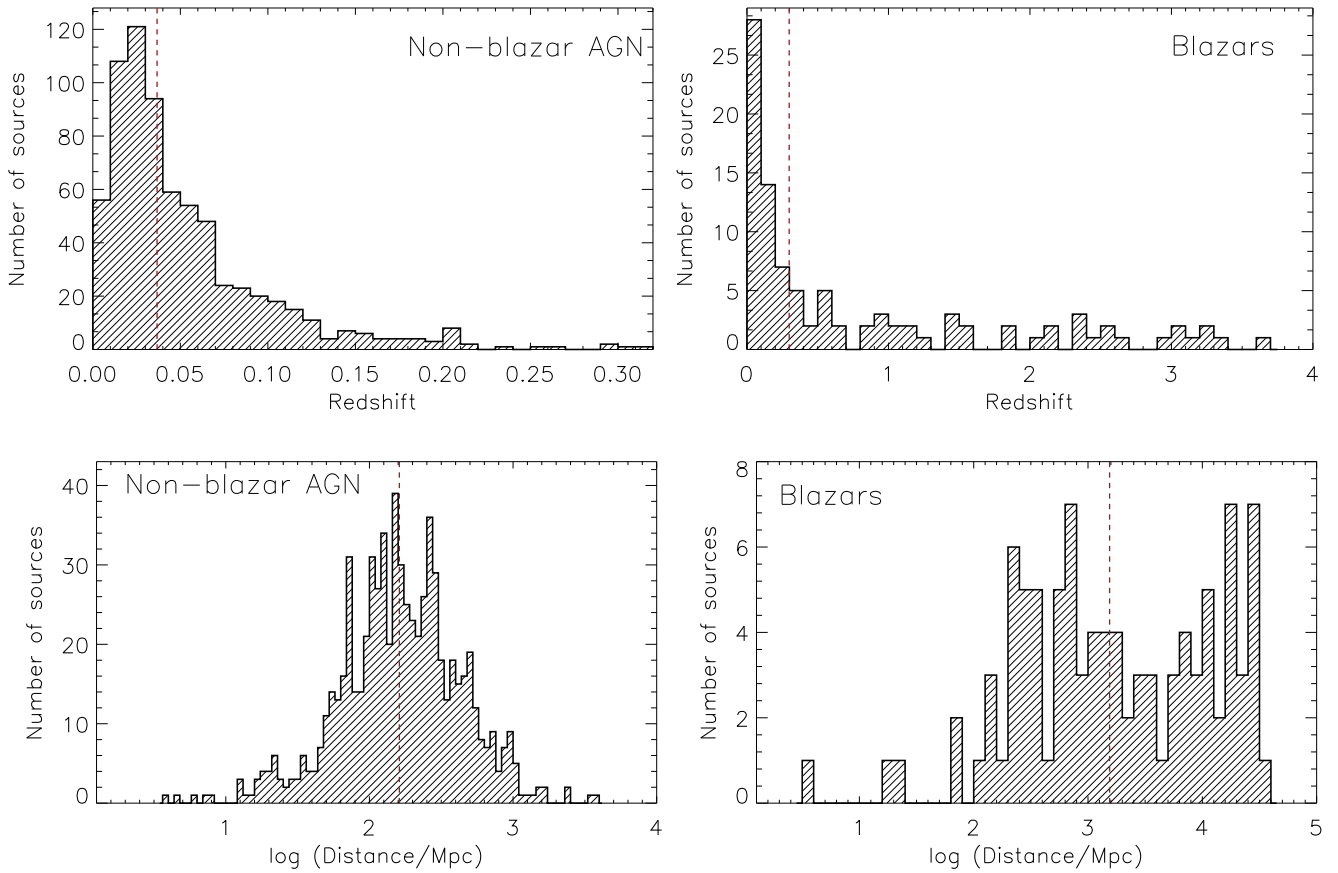 Non-blazar AGN
Number of sources
120
100
80
60
40
20
0
0.00 0.05 0.10 0.15 0.20 0.25 0.30
Redshift
Blazars
Number of sources
25
20
15
10
5
0
0 1 2 3 4
Redshift
Non-blazar AGN
Number of sources
40
30
20
10
0
1 2 3 4
log (Distance/Mpc)
Blazars
Number of sources
8
6
4
2
0
1 2 3 4 5
log (Distance/Mpc)